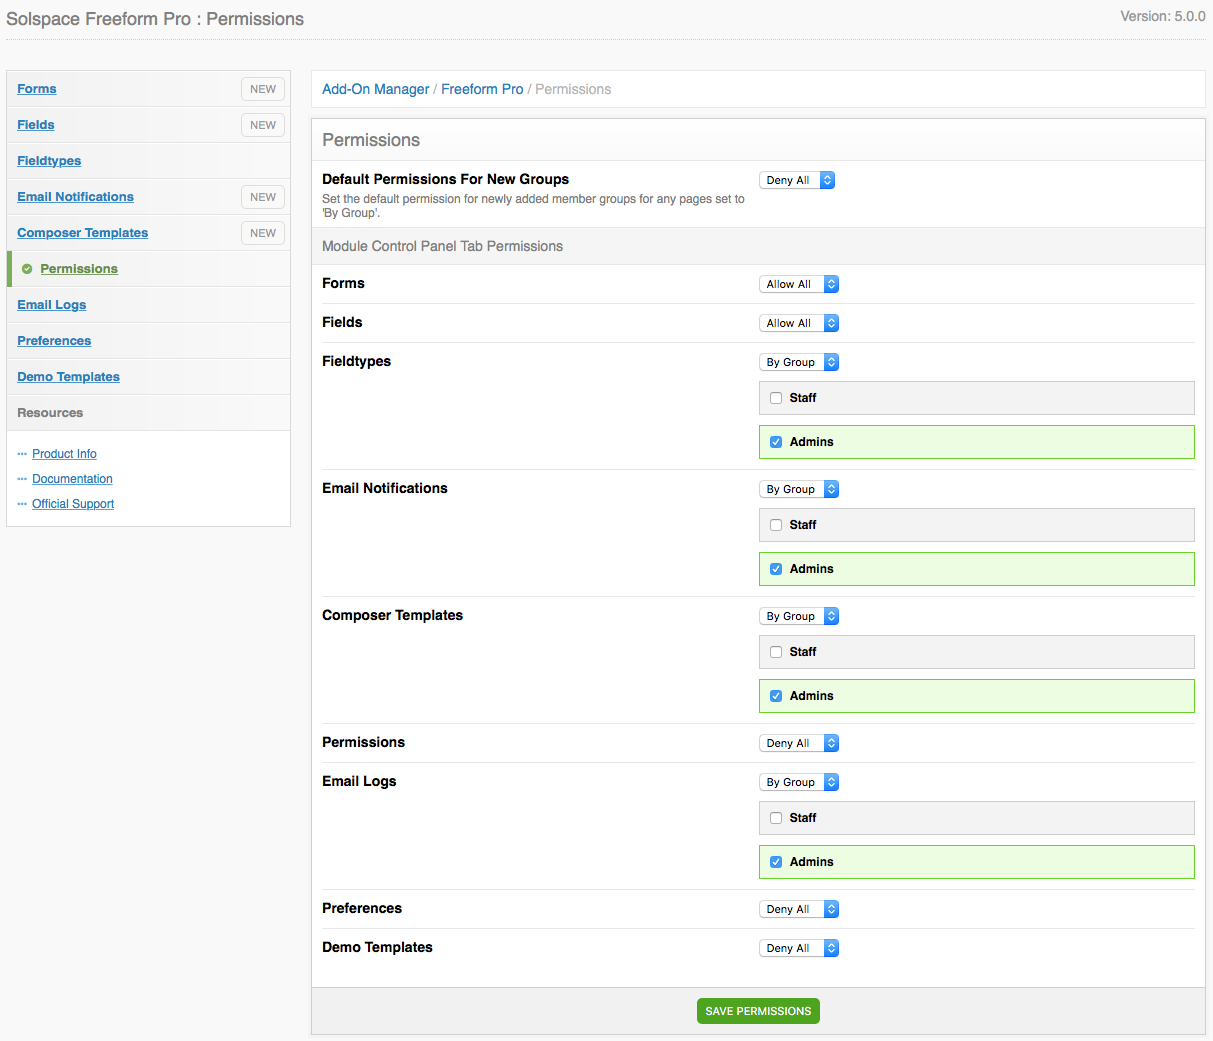 Solspace Freeform Pro : Permissions
Version: 5.0.0
Forms
NEW
Fields
NEW
Fieldtypes
Email Notifications
NEW
Composer Templates
NEW
Permissions
Email Logs
Preferences
Demo Templates
Resources
Product Info
Documentation
Official Support
Add-On Manager / Freeform Pro / Permissions
Permissions
Default Permissions For New Groups
Deny All
Set the default permission for newly added member groups for any pages set to
'By Group'.
Module Control Panel Tab Permissions
Forms
Allow All
Fields
Allow All
Fieldtypes
By Group
Staff
Admins
Email Notifications
By Group
Staff
Admins
Composer Templates
By Group
Staff
Admins
Permissions
Deny All
Email Logs
By Group
Staff
Admins
Preferences
Deny All
Demo Templates
Deny All
SAVE PERMISSIONS